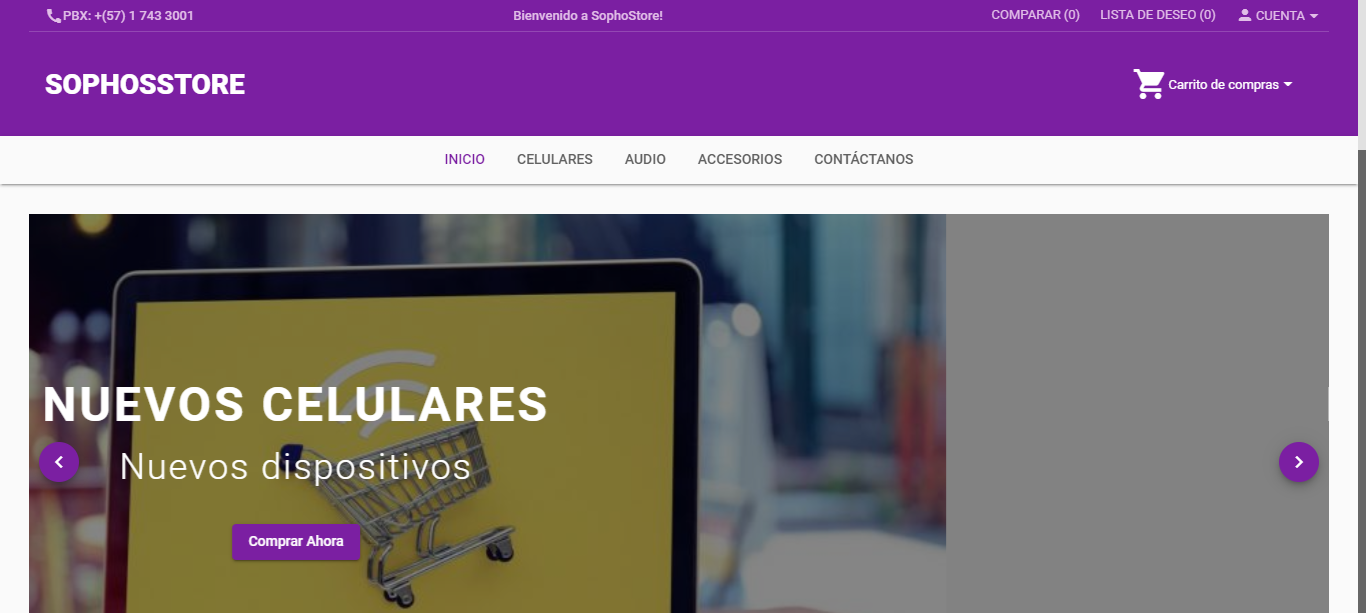 PBX: +(57) 1 743 3001
Bienvenido a SophoStore!
COMPARAR (0)
LISTA DE DESEO (0)
CUENTA
SOPHOSSTORE
Carrito de compras
INICIO
CELULARES
AUDIO
ACCESORIOS
CONTÁCTANOS
NUEVOS CELULARES
Nuevos dispositivos
Comprar Ahora